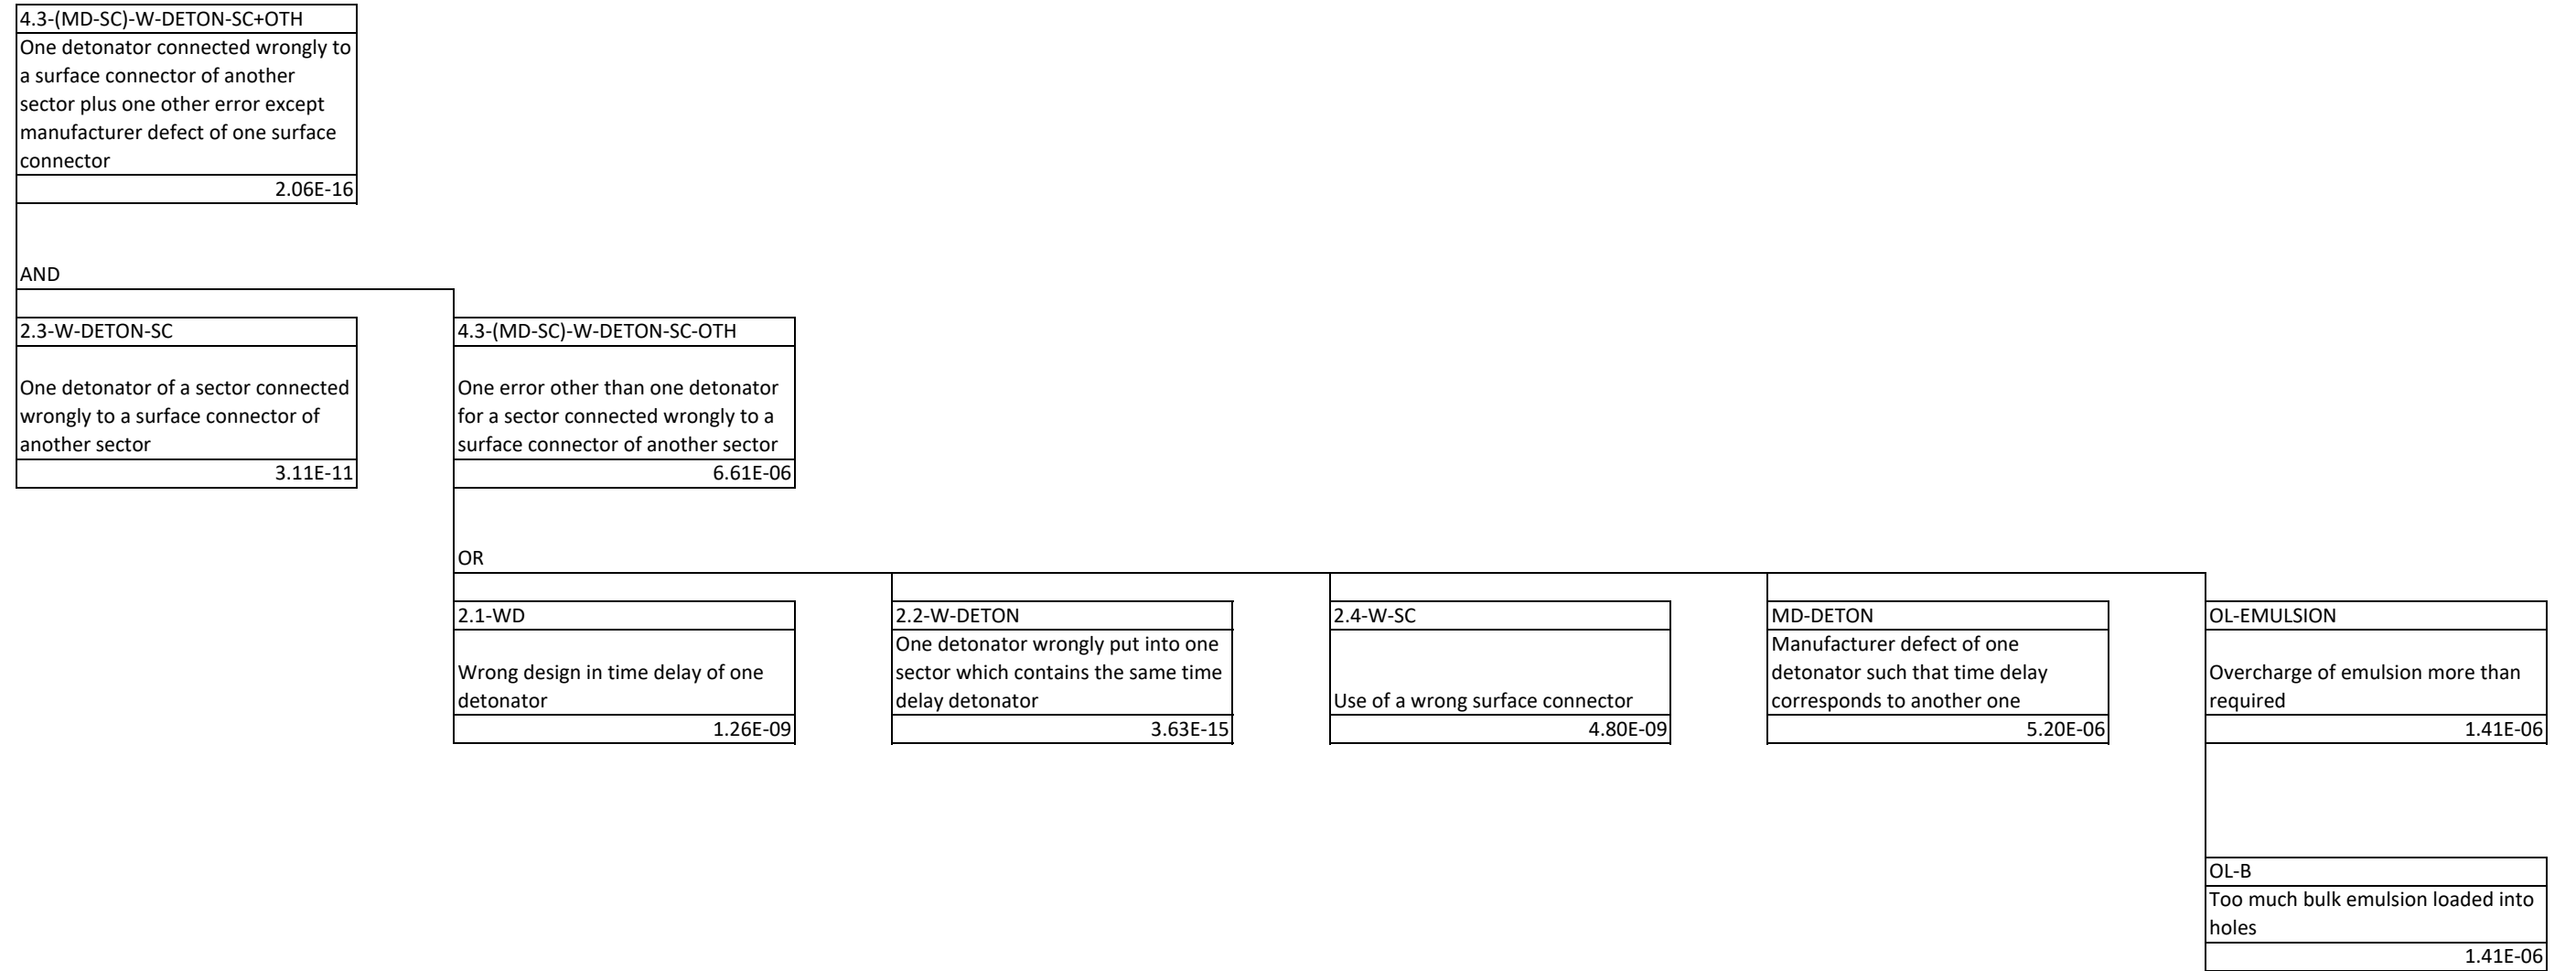 4.3-(MD-SC)-W-DETON-SC+OTH
One detonator connected wrongly to
a surface connector of another
sector plus one other error except
manufacturer defect of one surface
connector
2.06E-16
AND
2.3-W-DETON-SC
One detonator of a sector connected
wrongly to a surface connector of
another sector
3.11E-11
4.3-(MD-SC)-W-DETON-SC-OTH
One error other than one detonator
for a sector connected wrongly to a
surface connector of another sector
6.61E-06
OR
2.1-WD
Wrong design in time delay of one
detonator
1.26E-09
2.2-W-DETON
One detonator wrongly put into one
sector which contains the same time
delay detonator
3.63E-15
2.4-W-SC
Use of a wrong surface connector
4.80E-09
MD-DETON
Manufacturer defect of one
detonator such that time delay
corresponds to another one
5.20E-06
OL-EMULSION
Overcharge of emulsion more than
required
1.41E-06
OL-B
Too much bulk emulsion loaded into
holes
1.41E-06